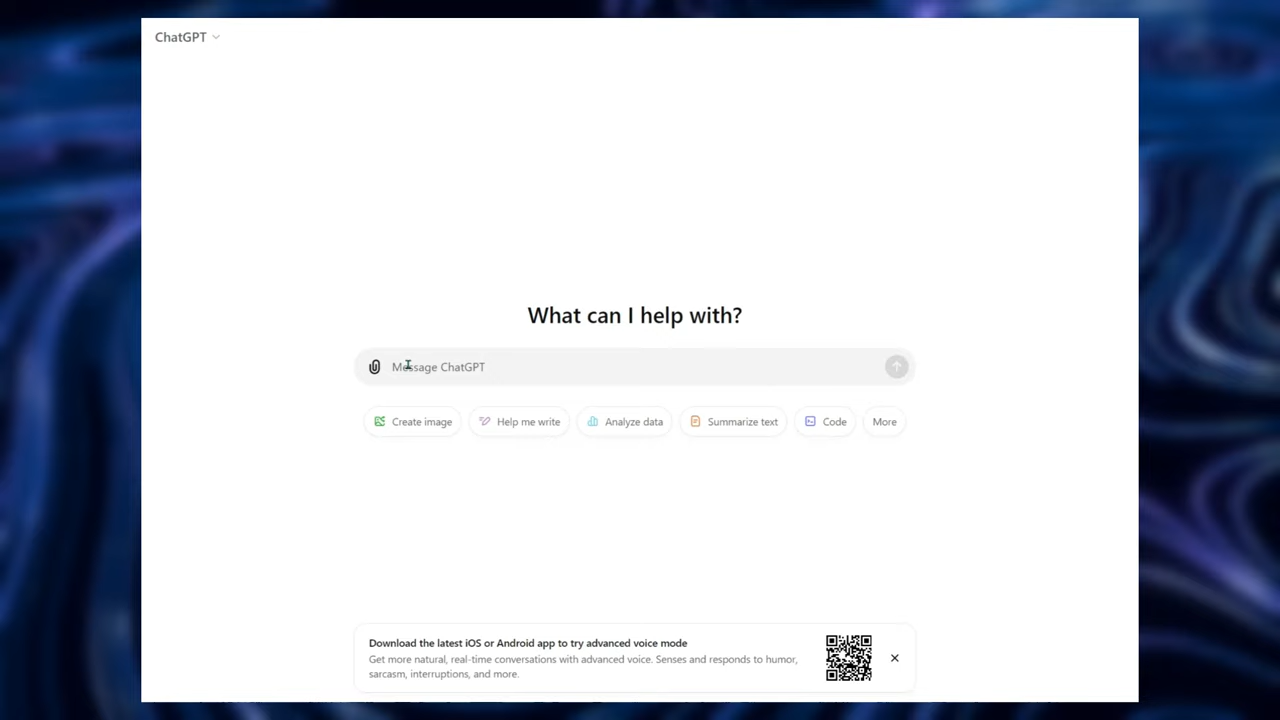 ChatGPT
What can I help with?
Message ChatGPT
Create image
Help me write
Analyze data
Summarize text
Code
More
Download the latest iOS or Android app to try advanced voice mode
Get more natural, real-time conversations with advanced voice. Senses and responds to humor,
sarcasm, interruptions, and more.